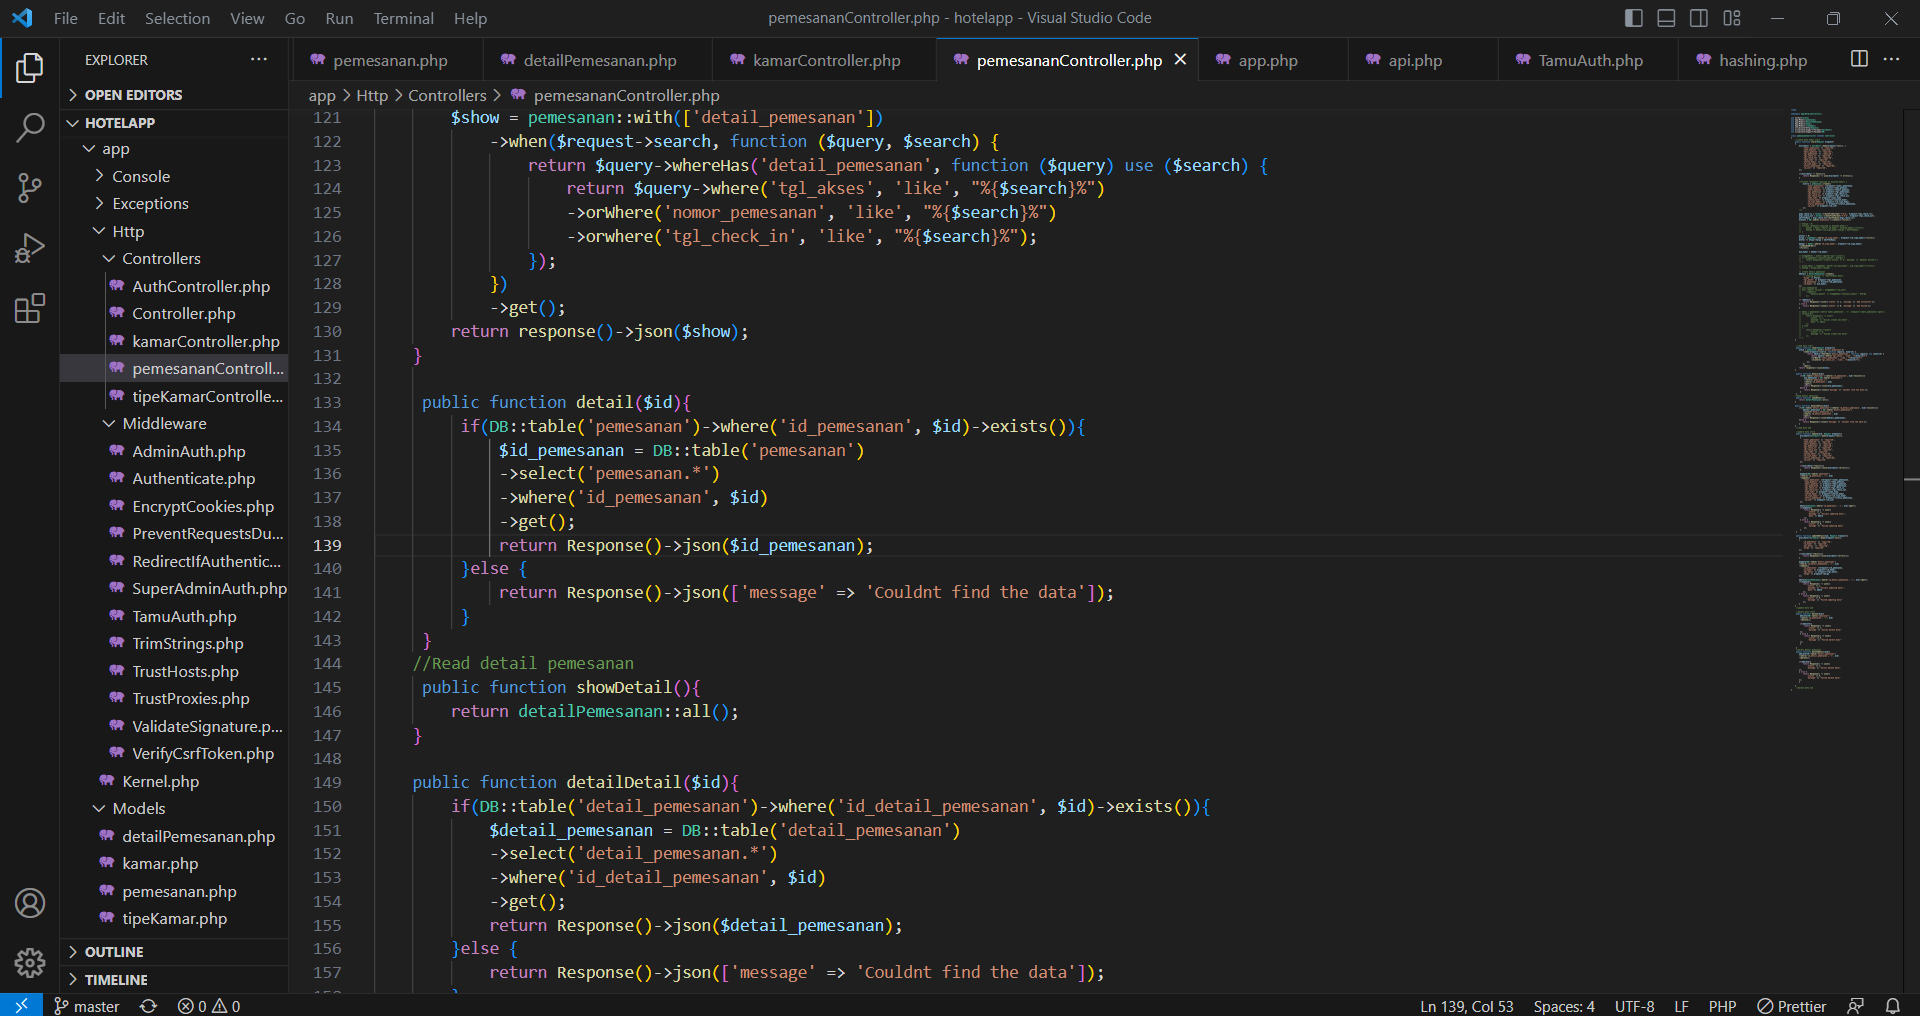 File Edit Selection View Go Run Terminal Help
pemesananController.php - hotelapp - Visual Studio Code
EXPLORER
pemesanan.php detailPemesanan.php kamarController.php pemesananController.php app.php api.php TamuAuth.php hashing.php
OPEN EDITORS
HOTELAPP
app
Console
Exceptions
Http
Controllers
AuthController.php
Controller.php
kamarController.php
pemesananControll...
tipeKamarControlle...
Middleware
AdminAuth.php
Authenticate.php
EncryptCookies.php
PreventRequestsDu...
RedirectIfAuthentic...
SuperAdminAuth.php
TamuAuth.php
TrimStrings.php
TrustHosts.php
TrustProxies.php
ValidateSignature.p...
VerifyCsrfToken.php
Kernel.php
Models
detailPemesanan.php
kamar.php
pemesanan.php
tipeKamar.php
OUTLINE
TIMELINE
app > Http > Controllers > pemesananController.php
121 $show = pemesanan::with(['detail_pemesanan'])
122 ->when($request->search, function ($query, $search) {
123 return $query->whereHas('detail_pemesanan', function ($query) use ($search) {
124 return $query->where('tgl_akses', 'like', "%{$search}%")
125 ->orWhere('nomor_pemesanan', 'like', "%{$search}%")
126 ->orwhere('tgl_check_in', 'like', "%{$search}%");
127 });
128 })
129 ->get();
130 return response()->json($show);
131 }
132
133 public function detail($id){
134 if(DB::table('pemesanan')->where('id_pemesanan', $id)->exists()){
135 $id_pemesanan = DB::table('pemesanan')
136 ->select('pemesanan.*')
137 ->where('id_pemesanan', $id)
138 ->get();
139 return Response()->json($id_pemesanan);
140 }else {
141 return Response()->json(['message' => 'Couldnt find the data']);
142 }
143 }
144 //Read detail pemesanan
145 public function showDetail(){
146 return detailPemesanan::all();
147 }
148
149 public function detailDetail($id){
150 if(DB::table('detail_pemesanan')->where('id_detail_pemesanan', $id)->exists()){
151 $detail_pemesanan = DB::table('detail_pemesanan')
152 ->select('detail_pemesanan.*')
153 ->where('id_detail_pemesanan', $id)
154 ->get();
155 return Response()->json($detail_pemesanan);
156 }else {
157 return Response()->json(['message' => 'Couldnt find the data']);
master 0 0 Ln 139, Col 53 Spaces: 4 UTF-8 LF PHP Prettier